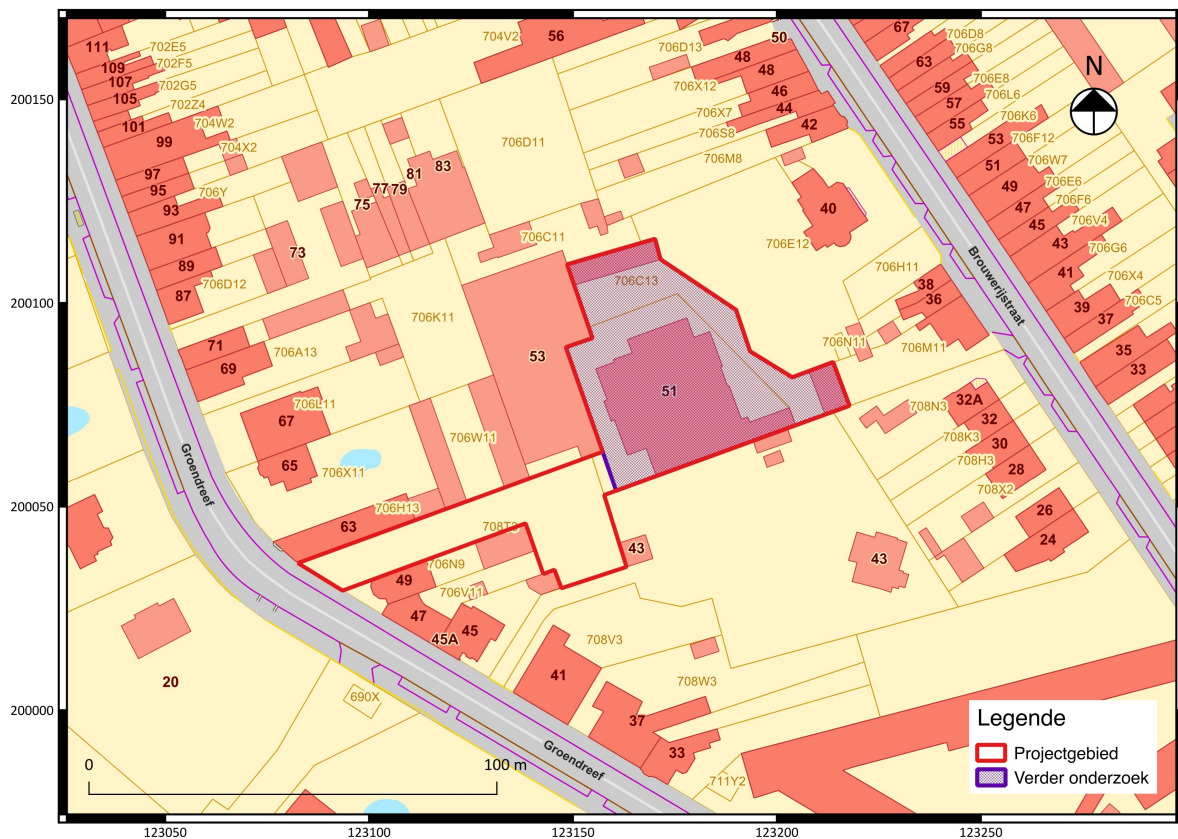 111
702E5
109
702F5
107
702G5
105
702Z4
101
704W2
99
704X2
97
95
706Y
93
91
89
706D12
87
73
75
77
79
81
83
704V2
56
706D11
706D13
706X12
706X7
706S8
706M8
50
48
48
46
44
42
40
706E12
706C11
706C13
706K11
53
51
71
69
706A13
67
706L11
65
706X11
706W11
706H13
63
708T3
49
706N9
706V11
47
45
45A
43
43
41
708V3
708W3
37
33
711Y2
20
690X
67
63
706D8
706G8
59
706E8
57
706L6
55
706K6
53
706F12
51
706W7
49
706E6
47
706F6
45
706V4
43
706G6
41
706X4
39
706C5
37
35
33
706H11
38
36
706N11
706M11
708N3
32A
32
708K3
30
708H3
28
708X2
26
24
Groendreef
Groendreef
Brouwerijstraat
N
0
100 m
Legende
Projectgebied
Verder onderzoek
200150
200100
200050
200000
123050
123100
123150
123200
123250